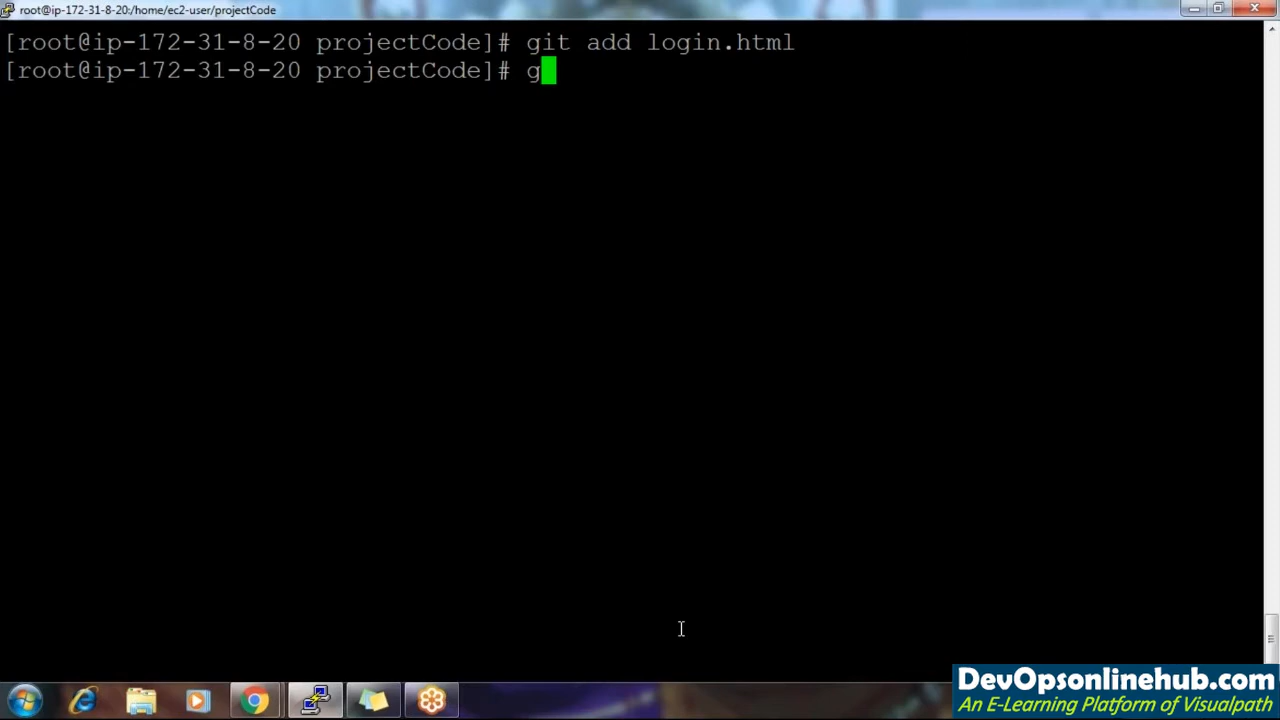 root@ip-172-31-8-20:/home/ec2-user/projectCode
[root@ip-172-31-8-20 projectCode]# git add login.html
[root@ip-172-31-8-20 projectCode]# g
DevOpsonlinehub.com
An E-Learning Platform of Visualpath